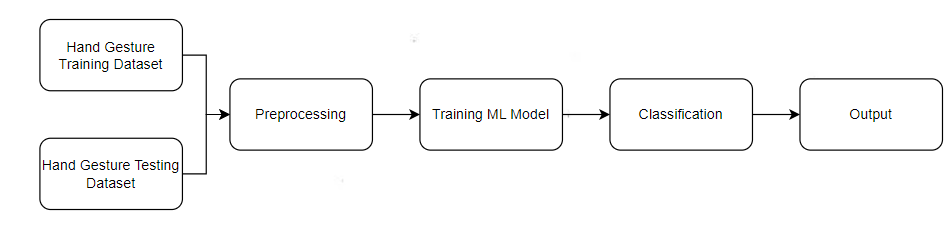 Hand Gesture
Training Dataset
Hand Gesture Testing
Dataset
Preprocessing
Training ML Model
Classification
Output